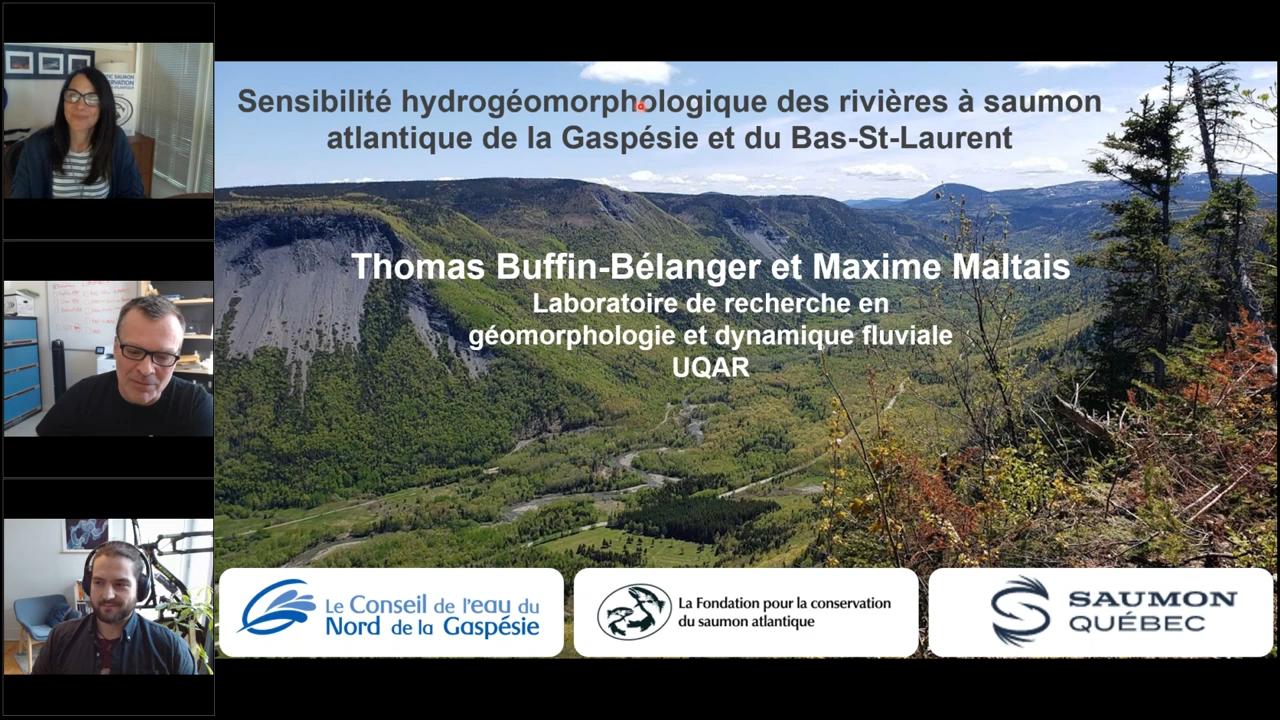 Sensibilité hydrogéomorphologique des rivières à saumon
atlantique de la Gaspésie et du Bas-St-Laurent
Thomas Buffin-Bélanger et Maxime Maltais
Laboratoire de recherche en
géomorphologie et dynamique fluviale
UQAR
Le Conseil de l'eau du
Nord de la Gaspésie
La Fondation pour la conservation
du saumon atlantique
SAUMON
QUÉBEC